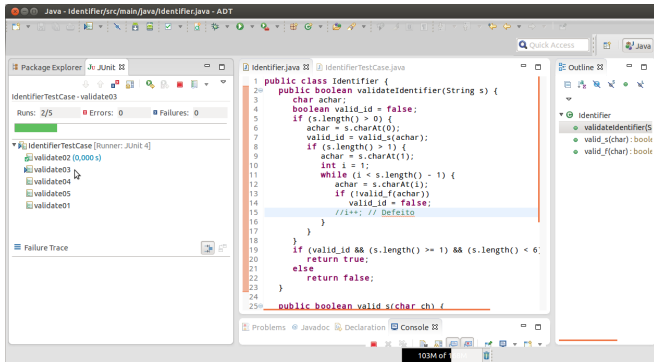 Java - Identifier/src/main/java/Identifier.java - ADT
Quick Access
Java
Package Explorer
JUnit
IdentifierTestCase - validate03
Runs: 2/5
Errors: 0
Failures: 0
IdentifierTestCase [Runner: JUnit 4]
validate02 (0,000 s)
validate03
validate04
validate05
validate01
Failure Trace
Identifier.java
IdentifierTestCase.java
1 public class Identifier {
2 public boolean validateIdentifier(String s) {
3 char achar;
4 boolean valid_id = false;
5 if (s.length() > 0) {
6 achar = s.charAt(0);
7 valid_id = valid_s(achar);
8 if (s.length() > 1) {
9 achar = s.charAt(1);
10 int i = 1;
11 while (i < s.length() - 1) {
12 achar = s.charAt(i);
13 if (!valid_f(achar))
14 valid_id = false;
15 //i++; // Defeito
16 }
17 }
18 }
19 if (valid_id && (s.length() >= 1) && (s.length() < 6
20 return true;
21 else
22 return false;
23 }
24
25 public boolean valid_s(char ch) {
Problems
Javadoc
Declaration
Console
Outline
Identifier
validateIdentifier(S
valid_s(char) : boole
valid_f(char) : boole
103M of